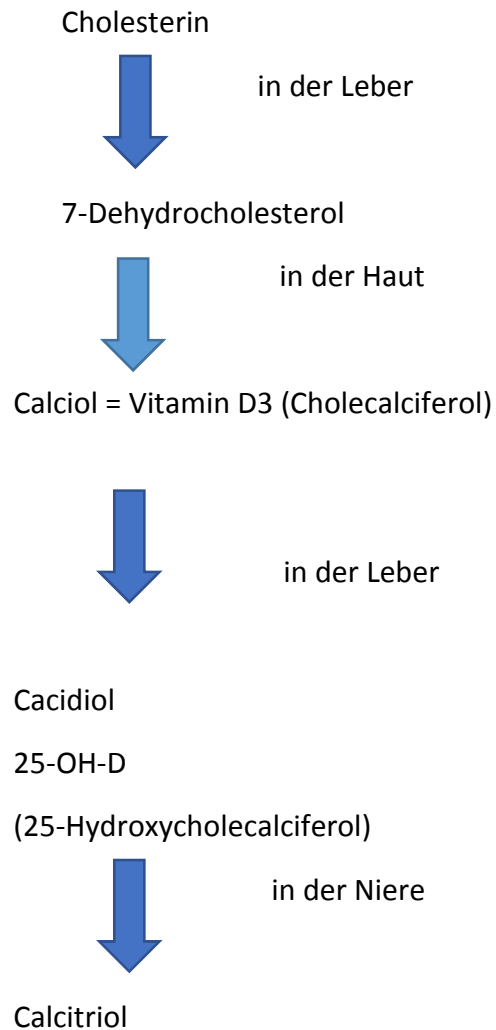 Cholesterin
in der Leber
7-Dehydrocholesterol
in der Haut
Calciol = Vitamin D3 (Cholecalciferol)
in der Leber
Cacidiol
25-OH-D
(25-Hydroxycholecalciferol)
in der Niere
Calcitriol